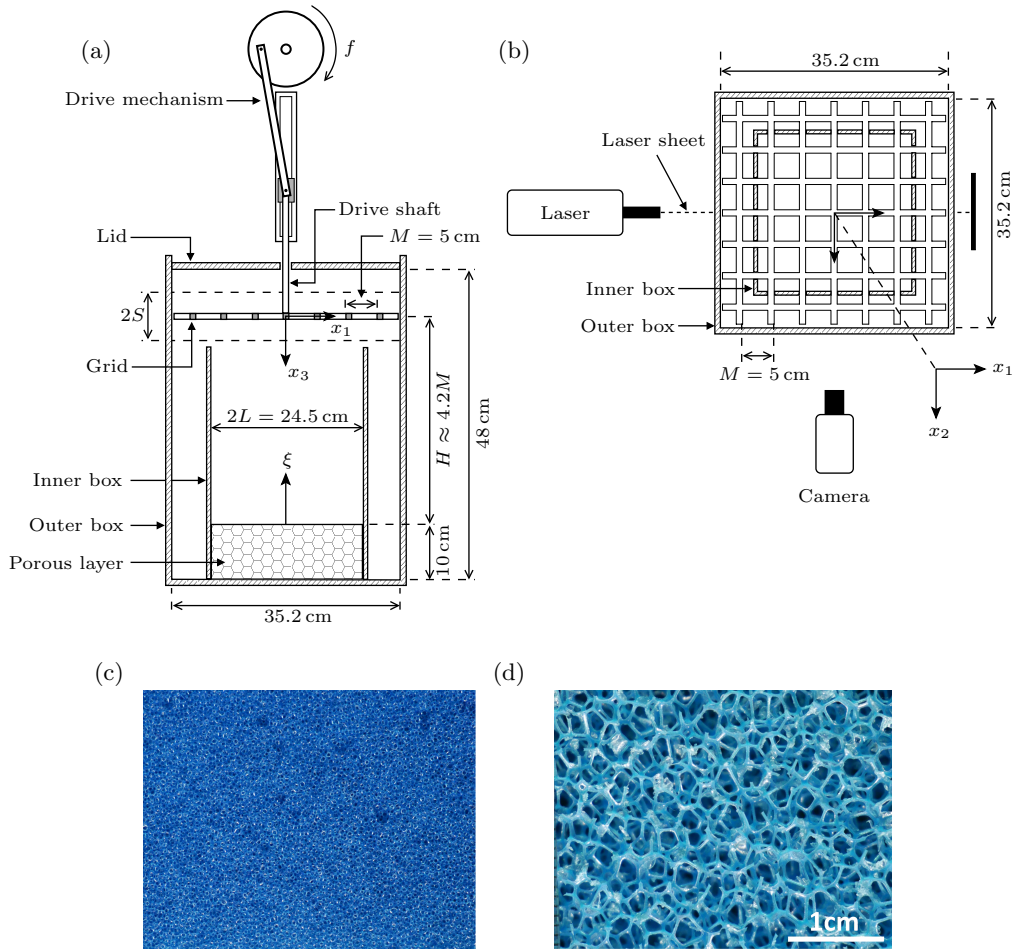 (a)
f
Drive mechanism
Drive shaft
M = 5 cm
Lid
2S
x₁
Grid
x₃
2L = 24.5 cm
H ≈ 4.2M
48 cm
ξ
Inner box
Outer box
Porous layer
10 cm
35.2 cm
(b)
35.2 cm
Laser sheet
Laser
35.2 cm
Inner box
Outer box
M = 5 cm
x₁
x₂
Camera
(c)
(d)
1cm